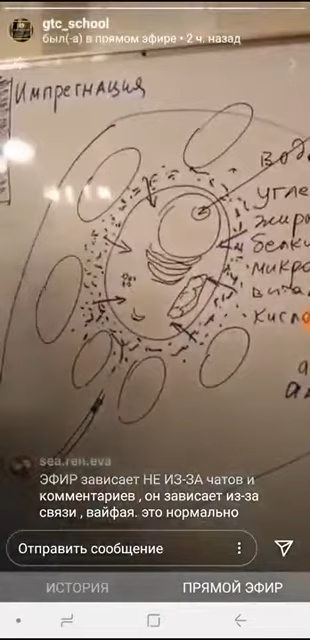 gtc_school
был(-а) в прямом эфире • 2 ч. назад
Импрегнация
вода
угле
жиры
белки
микро
вита
кисло
sea.ren.eva
ЭФИР зависает НЕ ИЗ-ЗА чатов и
комментариев , он зависает из-за
связи , вайфая. это нормально
Отправить сообщение
ИСТОРИЯ
ПРЯМОЙ ЭФИР